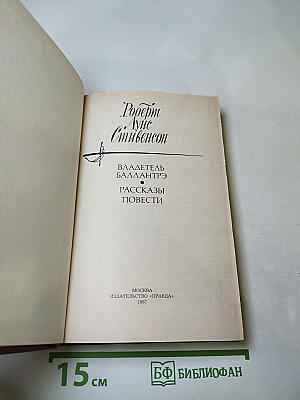 Роберт
Луис
Стивенсон
ВЛАДЕТЕЛЬ
БАЛЛАНТРЭ
•
РАССКАЗЫ
ПОВЕСТИ
МОСКВА
ИЗДАТЕЛЬСТВО «ПРАВДА»
1987
15 см
БФ БИБЛИОФАН